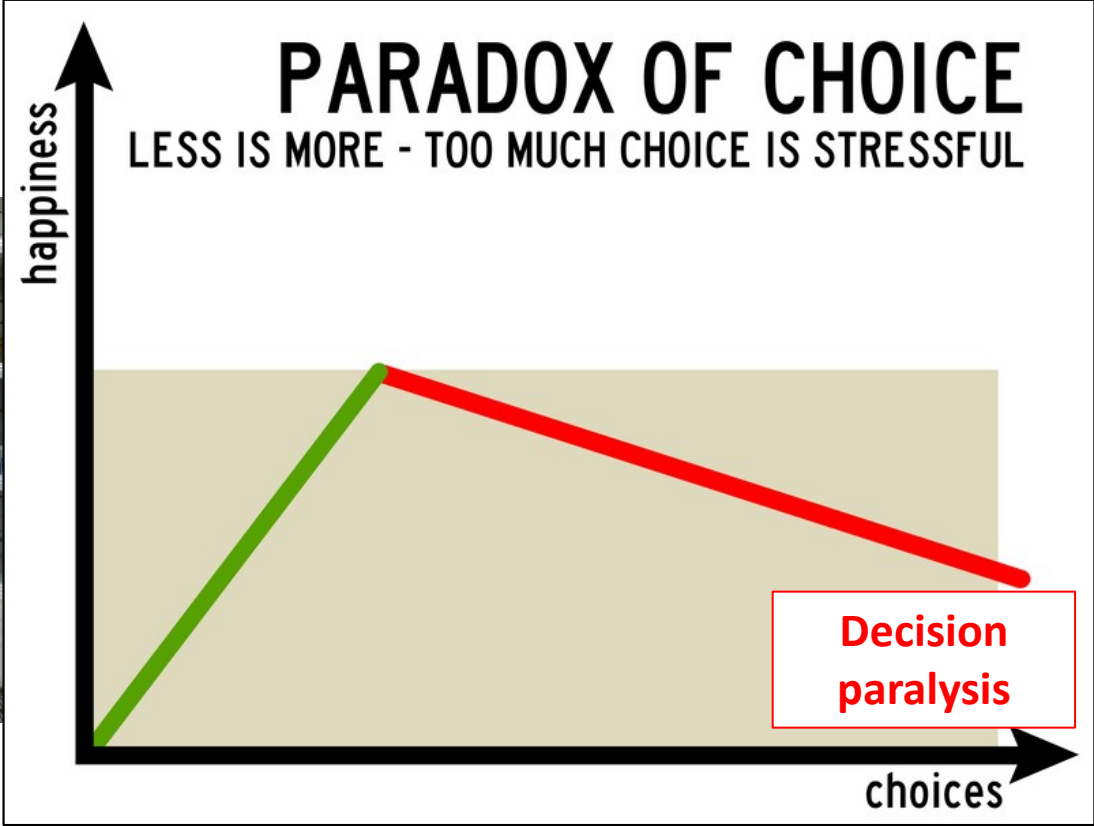 PARADOX OF CHOICE
LESS IS MORE - TOO MUCH CHOICE IS STRESSFUL
happiness
Decision
paralysis
choices